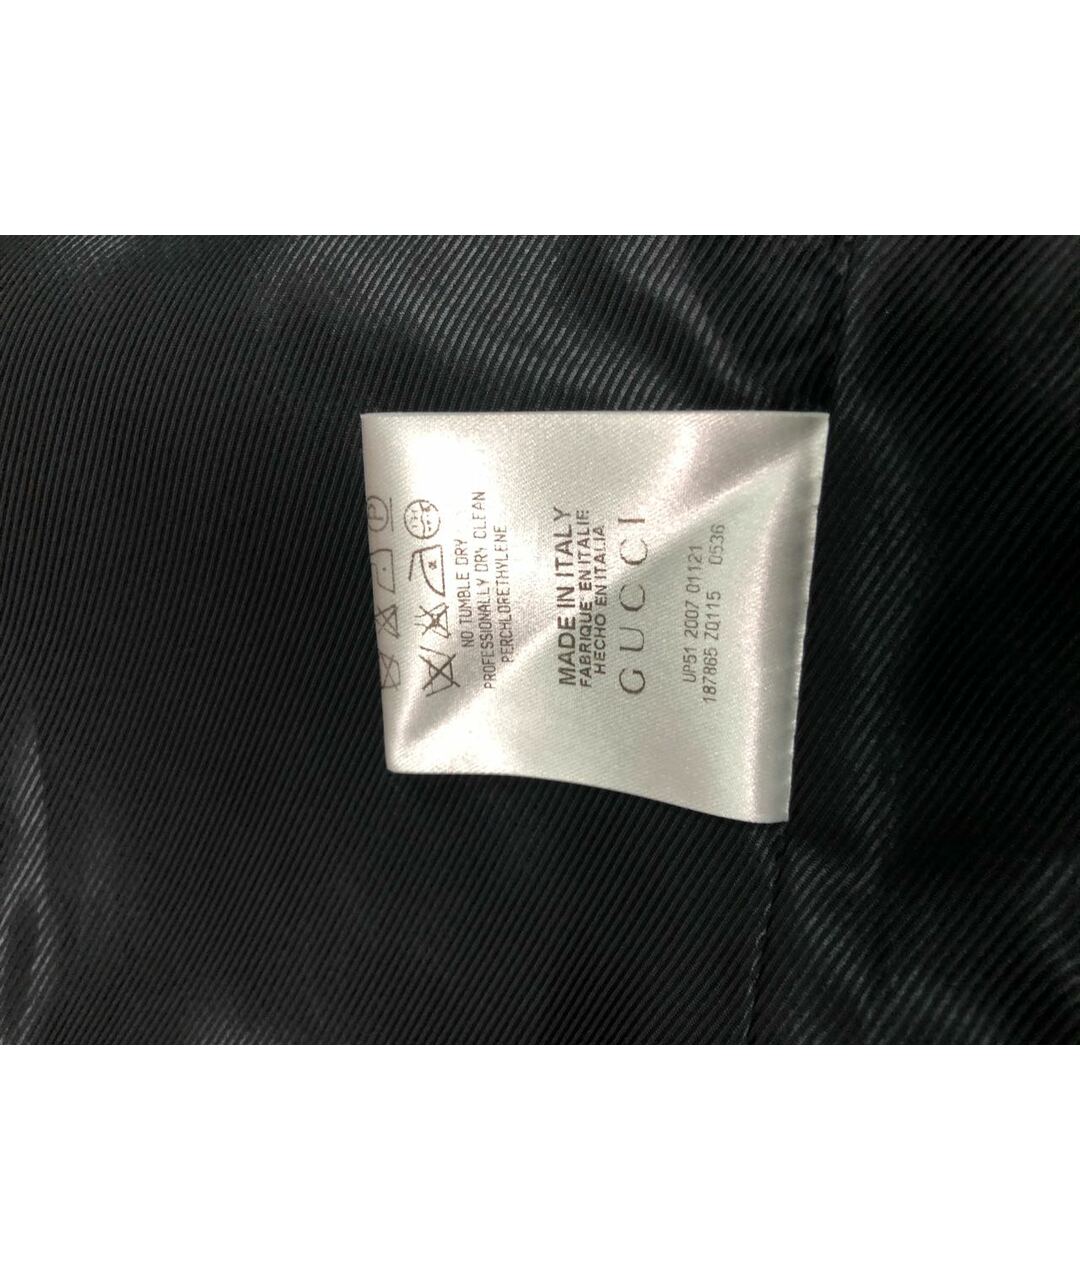 NO TUMBLE DRY
PROFESSIONALLY DRY CLEAN
PERCHLORETHYLENE
MADE IN ITALY
FABRIQUE EN ITALIE
HECHO EN ITALIA
GUCCI
UP51 2007 01121
187865 ZQ115 0536